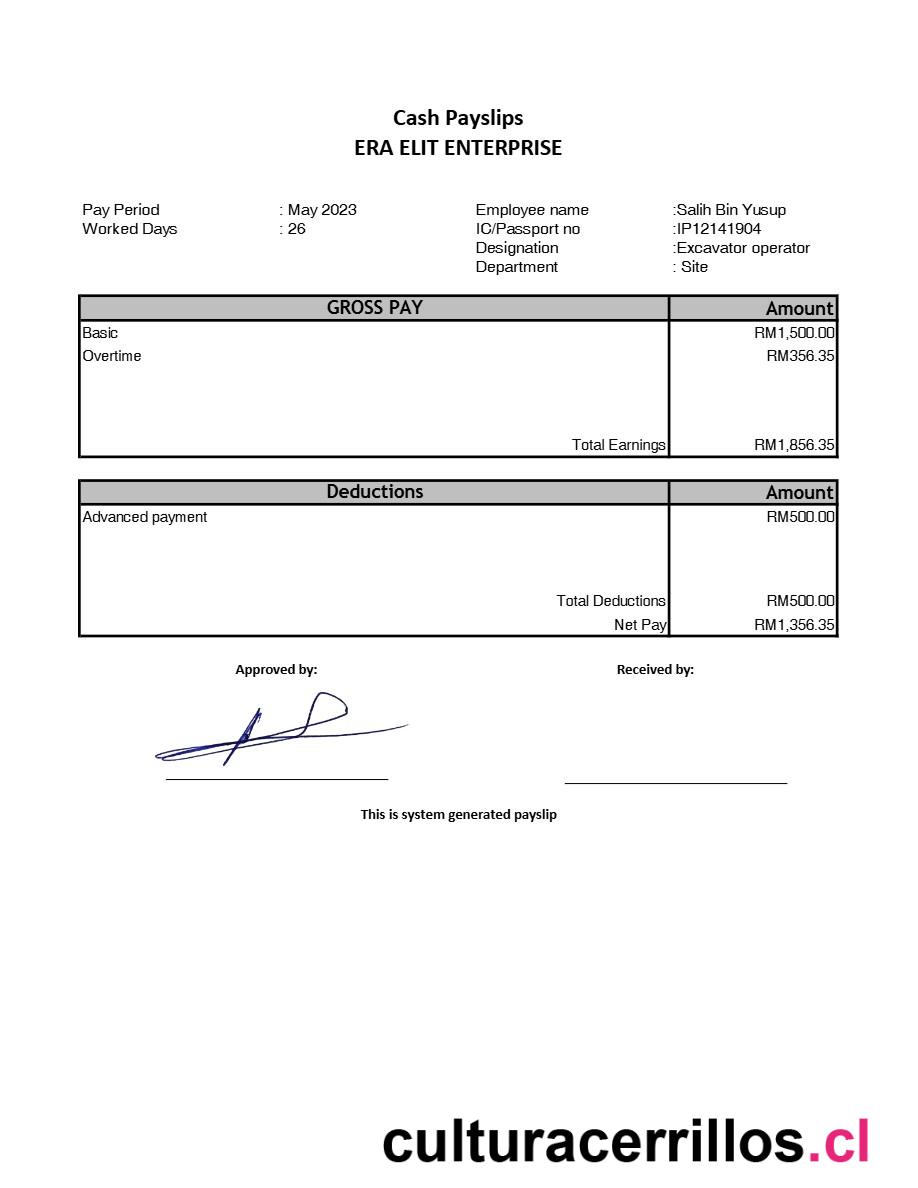 Cash Payslips
ERA ELIT ENTERPRISE
Pay Period : May 2023 Employee name :Salih Bin Yusup
Worked Days : 26 IC/Passport no :IP12141904
Designation :Excavator operator
Department : Site
GROSS PAY Amount
Basic RM1,500.00
Overtime RM356.35
Total Earnings RM1,856.35
Deductions Amount
Advanced payment RM500.00
Total Deductions RM500.00
Net Pay RM1,356.35
Approved by: Received by:
This is system generated payslip
culturacerrillos.cl